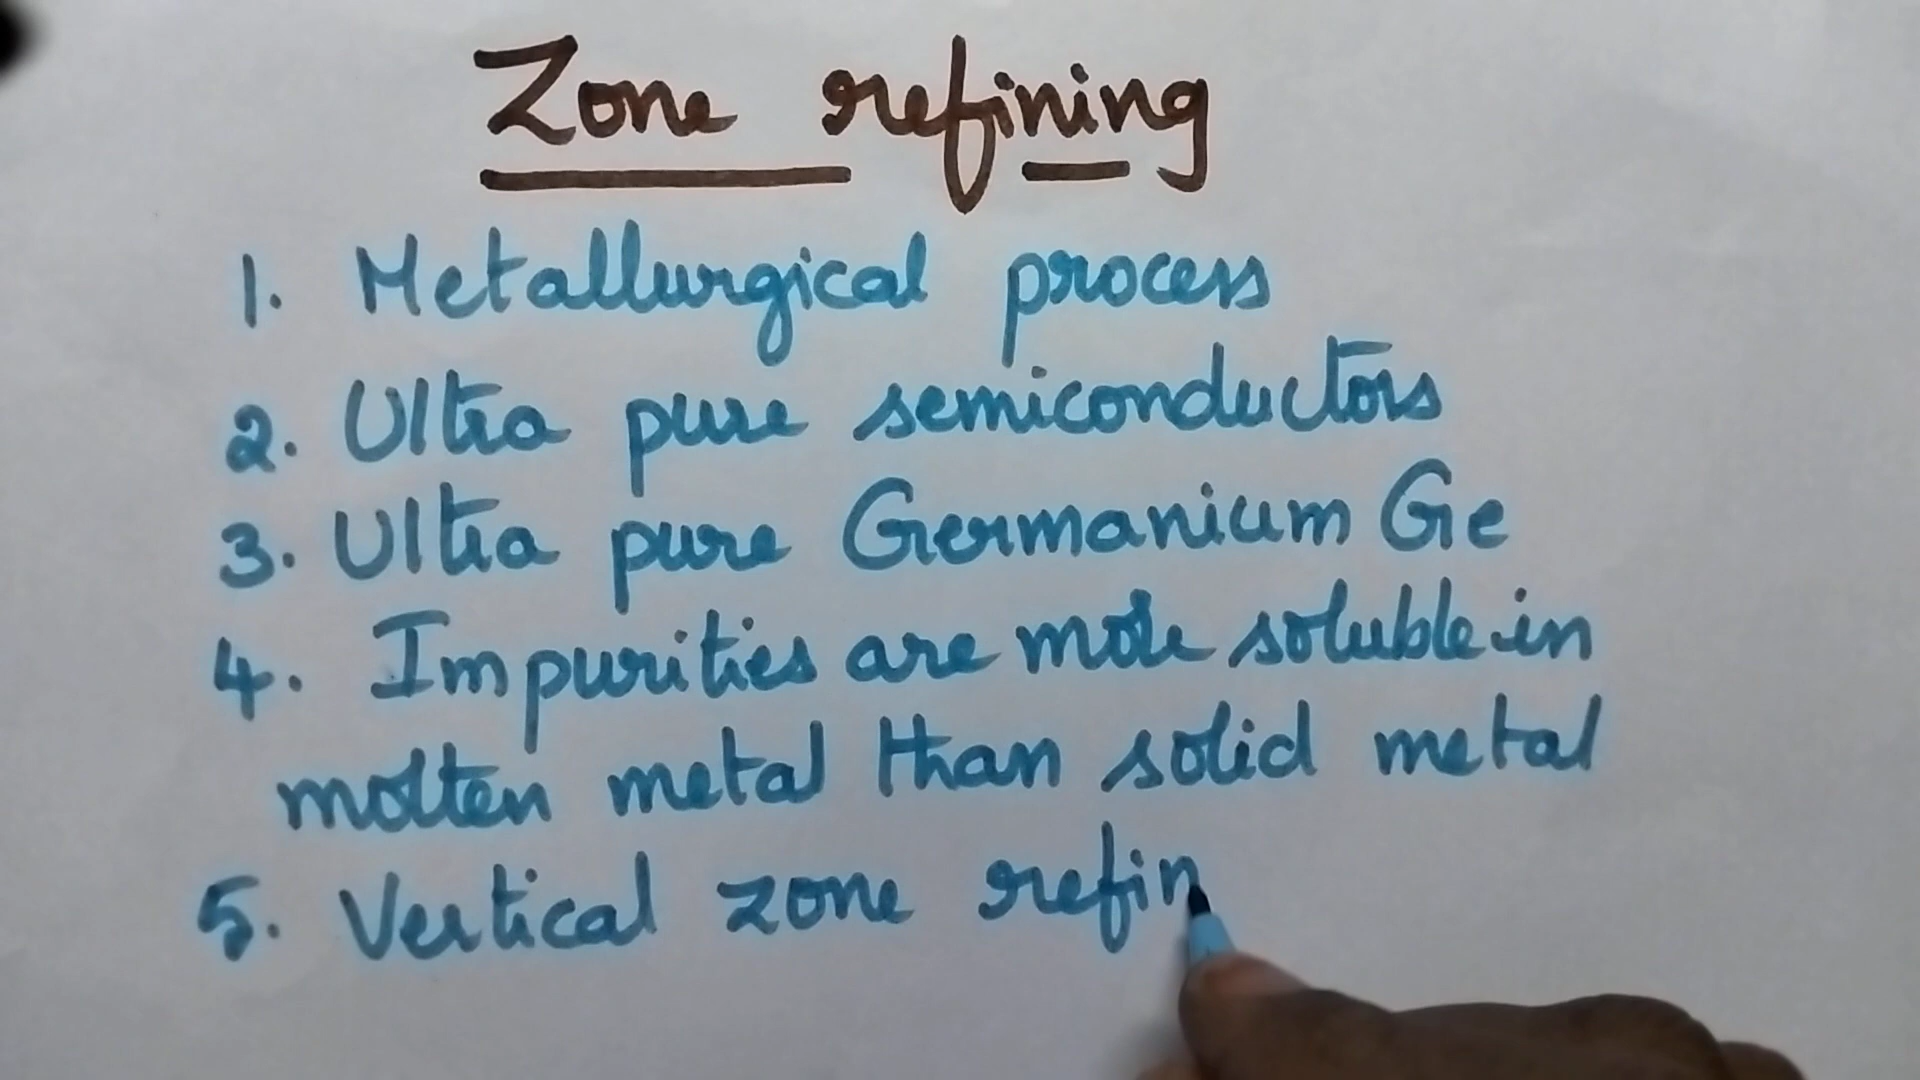 Zone refining
1. Metallurgical process
2. Ultra pure semiconductors
3. Ultra pure Germanium Ge
4. Impurities are more soluble in
molten metal than solid metal
5. Vertical zone refin